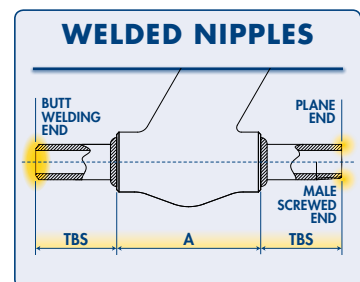 WELDED NIPPLES
BUTT
WELDING
END
PLANE
END
MALE
SCREWED
END
TBS
A
TBS